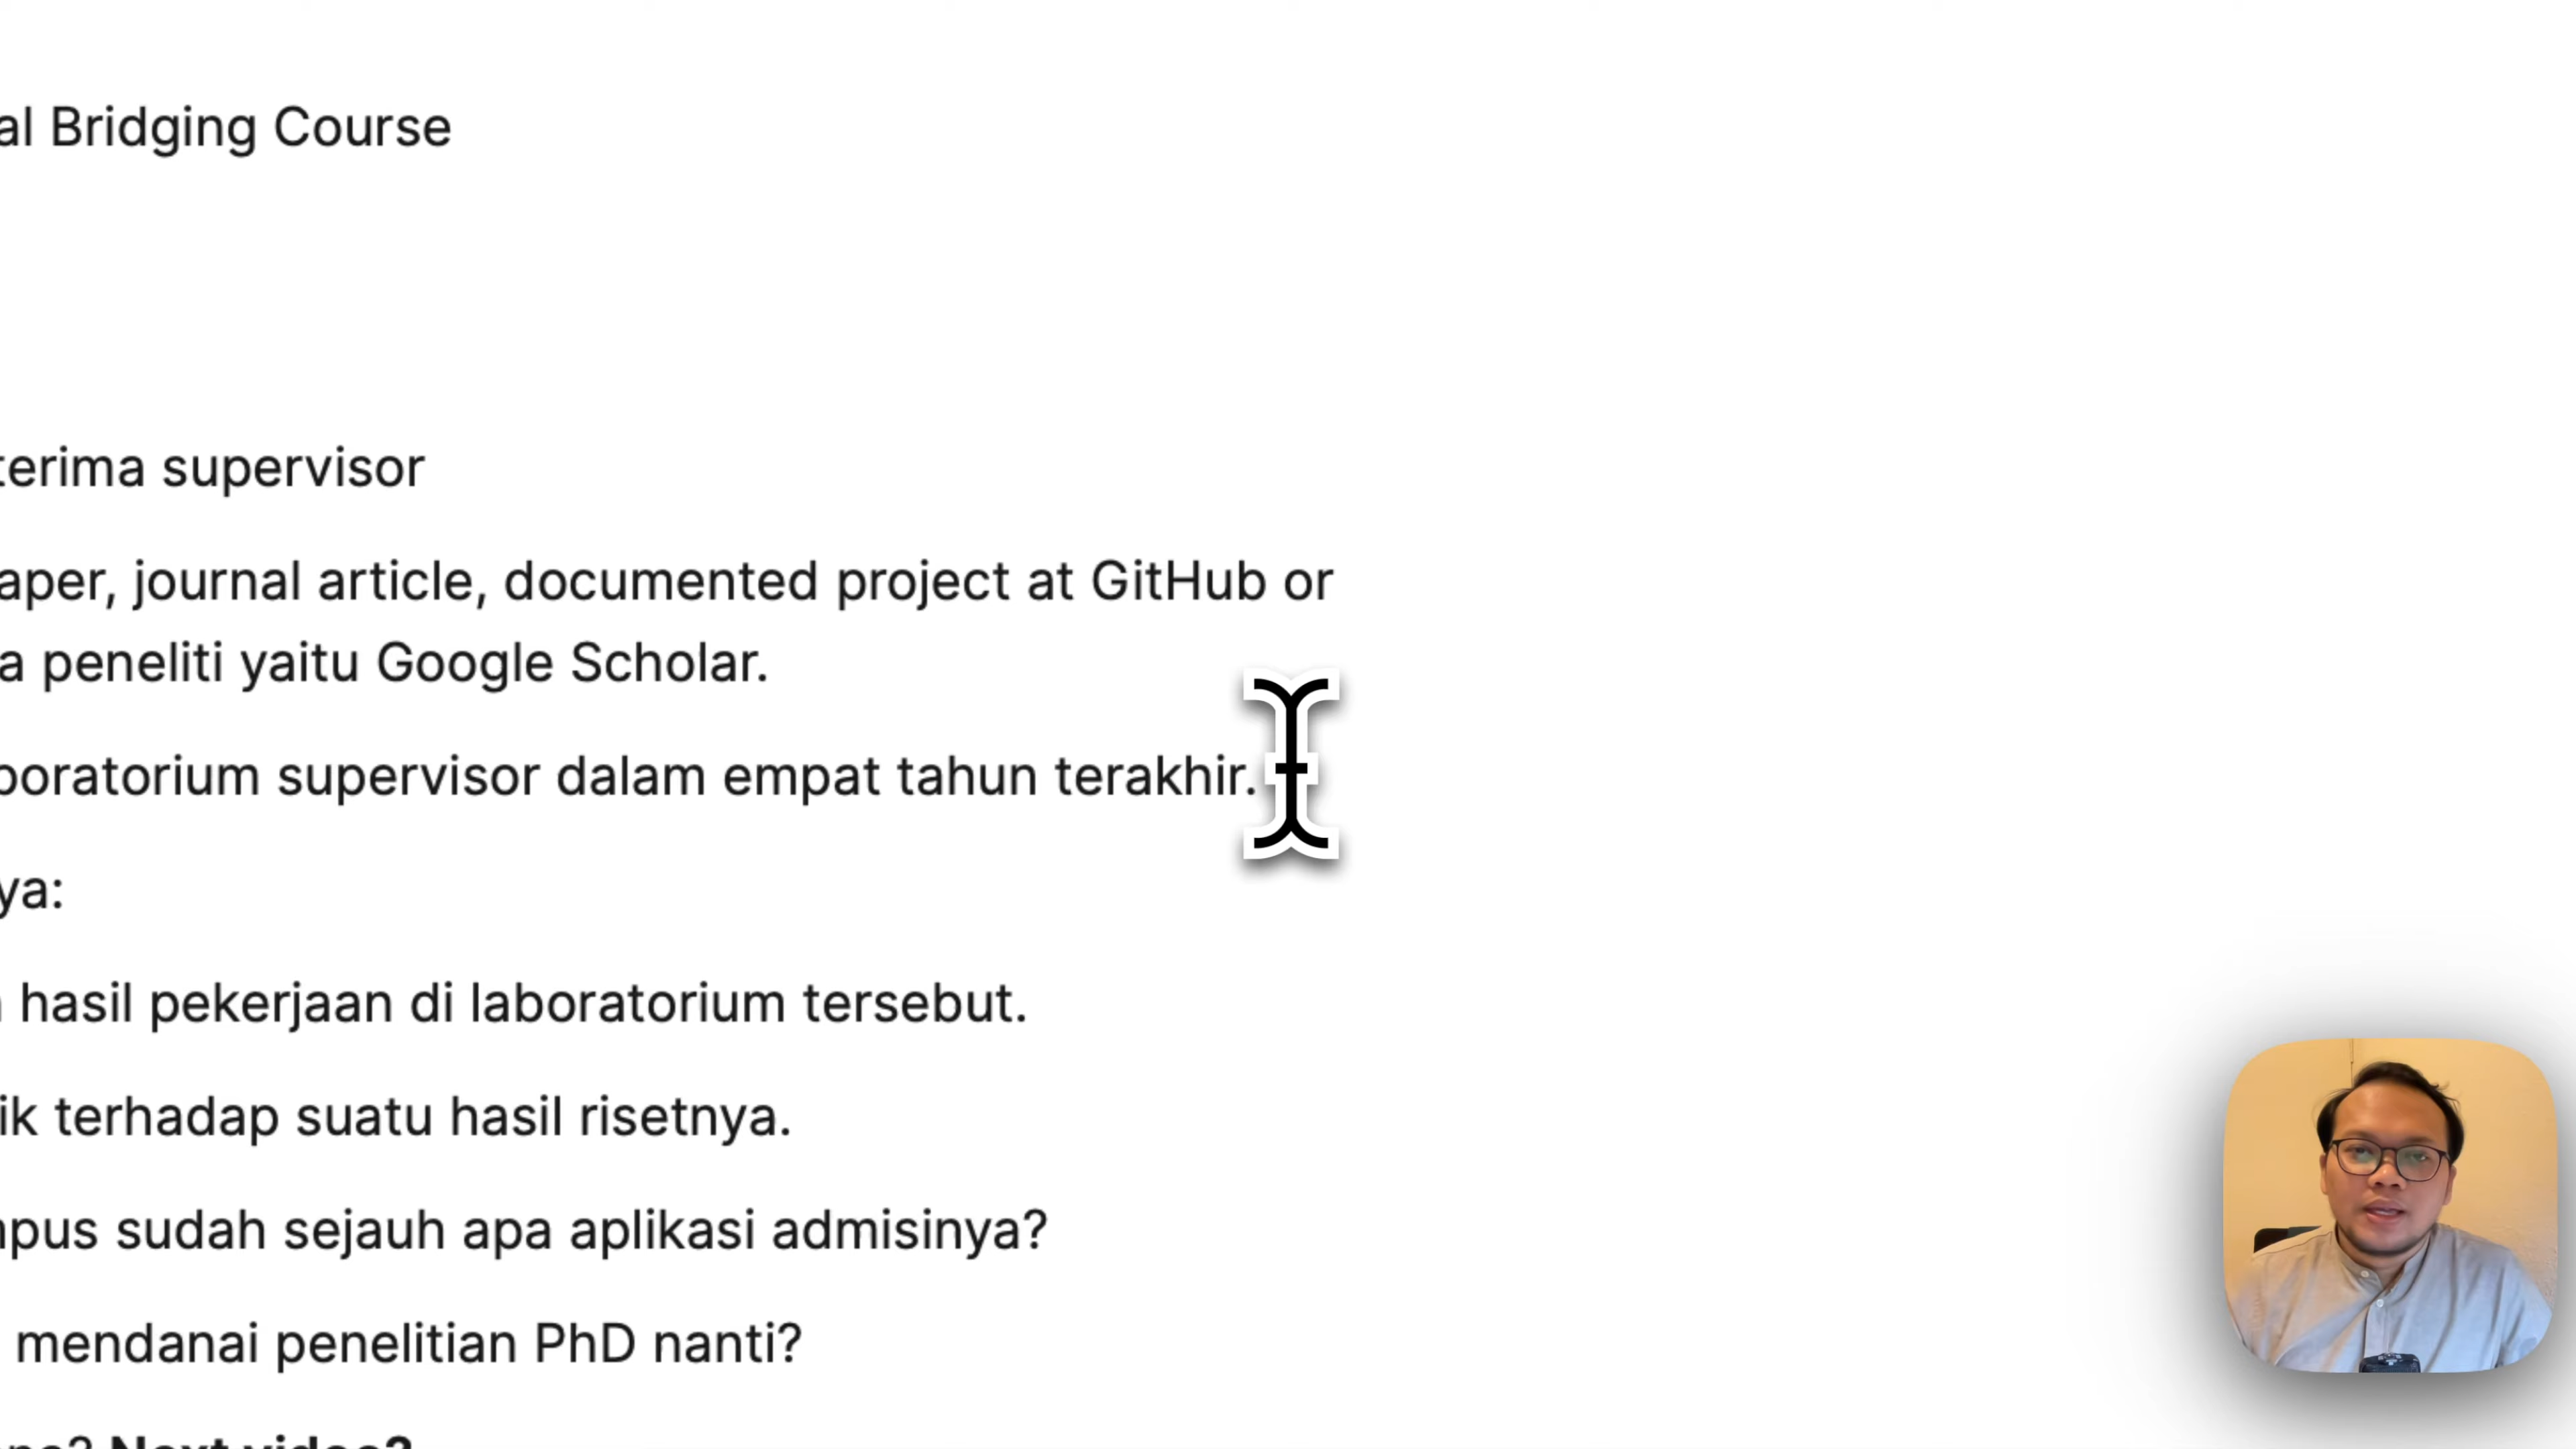 al Bridging Course
terima supervisor
aper, journal article, documented project at GitHub or
a peneliti yaitu Google Scholar.
boratorium supervisor dalam empat tahun terakhir.
ya:
hasil pekerjaan di laboratorium tersebut.
ik terhadap suatu hasil risetnya.
npus sudah sejauh apa aplikasi admisinya?
mendanai penelitian PhD nanti?
Next video?